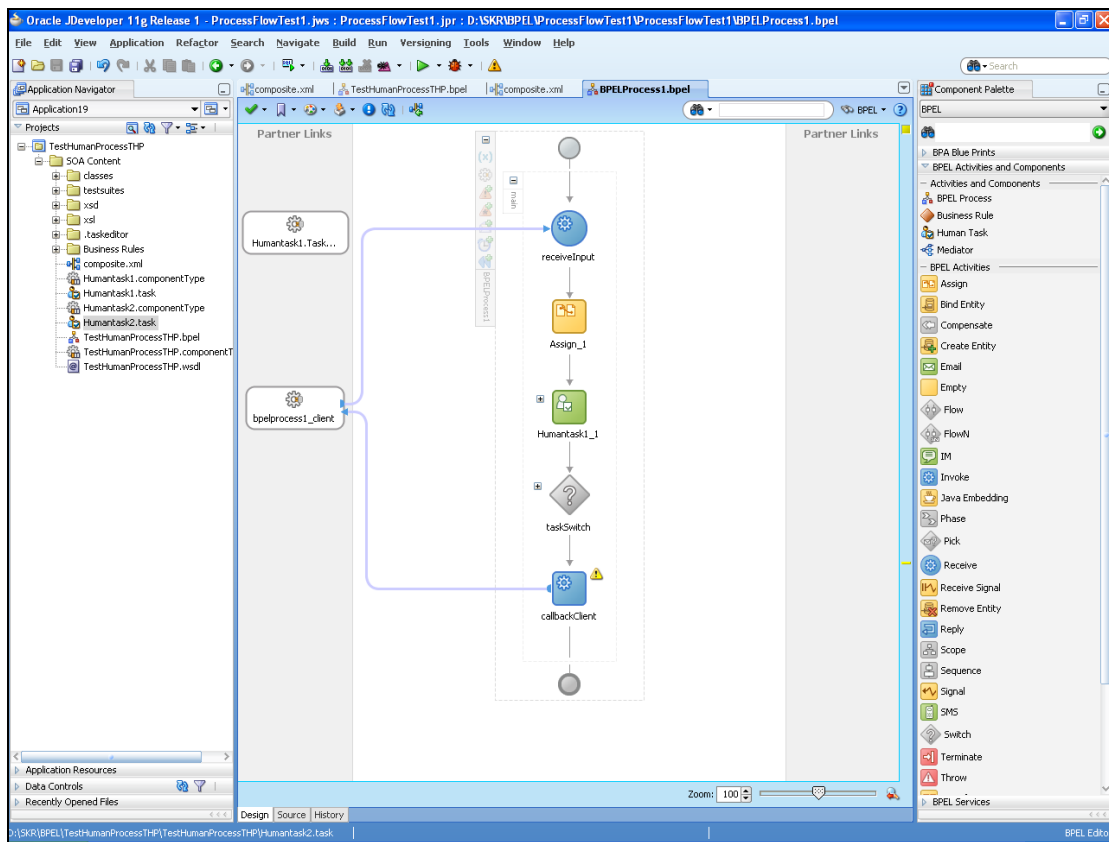 Oracle JDeveloper 11g Release 1 - ProcessFlowTest1.jws : ProcessFlowTest1.jpr : D:\SKR\BPEL\ProcessFlowTest1\ProcessFlowTest1\BPELProcess1.bpel
File Edit View Application Refactor Search Navigate Build Run Versioning Tools Window Help
Search
Application Navigator
composite.xml
TestHumanProcessTHP.bpel
composite.xml
BPELProcess1.bpel
Component Palette
Application19
BPEL
BPEL
Projects
Partner Links
Partner Links
TestHumanProcessTHP
SOA Content
classes
testsuites
xsd
xsl
.taskeditor
Business Rules
composite.xml
Humantask1.componentType
Humantask1.task
Humantask2.componentType
Humantask2.task
TestHumanProcessTHP.bpel
TestHumanProcessTHP.componentT
TestHumanProcessTHP.wsdl
Application Resources
Data Controls
Recently Opened Files
Humantask1.Task...
bpelprocess1_client
main
BPELProcess1
receiveInput
Assign_1
Humantask1_1
taskSwitch
callbackClient
Zoom: 100
Design Source History
BPA Blue Prints
BPEL Activities and Components
Activities and Components
BPEL Process
Business Rule
Human Task
Mediator
BPEL Activities
Assign
Bind Entity
Compensate
Create Entity
Email
Empty
Flow
FlowN
IM
Invoke
Java Embedding
Phase
Pick
Receive
Receive Signal
Remove Entity
Reply
Scope
Sequence
Signal
SMS
Switch
Terminate
Throw
BPEL Services
D:\SKR\BPEL\TestHumanProcessTHP\TestHumanProcessTHP\Humantask2.task
BPEL Edito